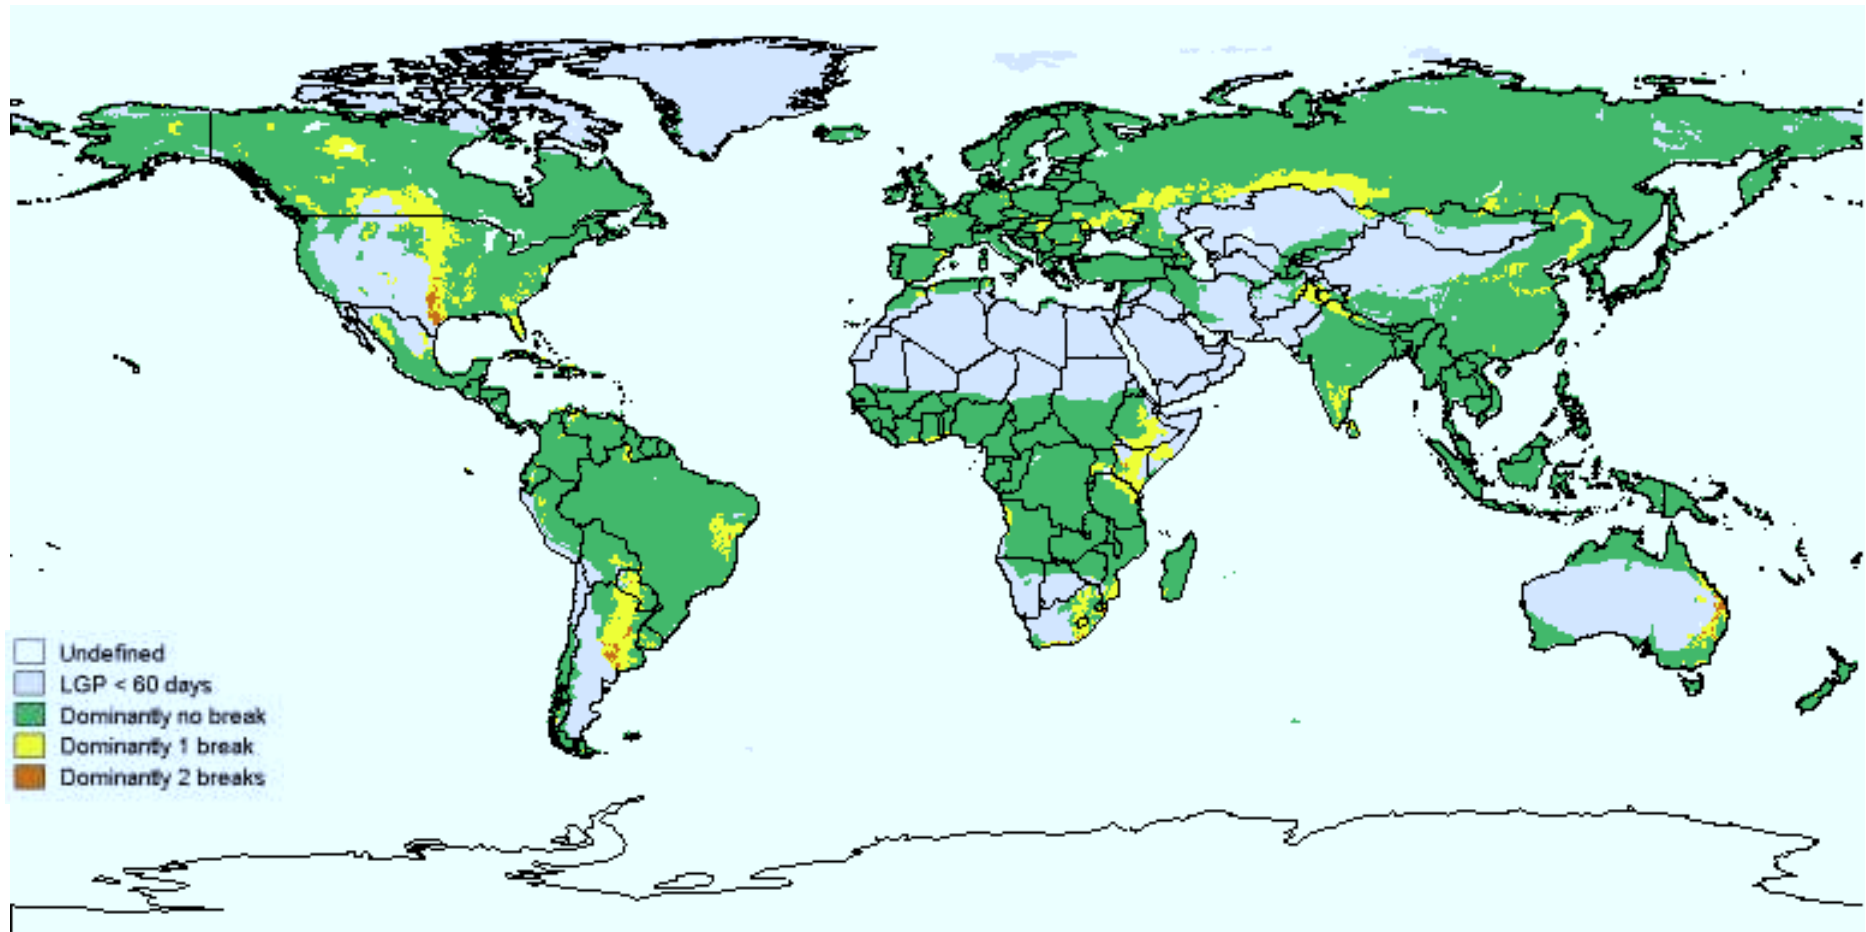 Undefined
LGP < 60 days
Dominantly no break
Dominantly 1 break
Dominantly 2 breaks